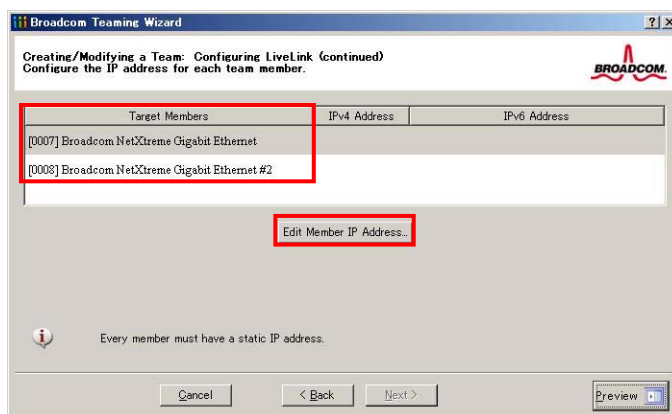 Broadcom Teaming Wizard
Creating/Modifying a Team: Configuring LiveLink (continued)
Configure the IP address for each team member.
BROADCOM.
Target Members IPv4 Address IPv6 Address
[0007] Broadcom NetXtreme Gigabit Ethernet
[0008] Broadcom NetXtreme Gigabit Ethernet #2
Edit Member IP Address...
Every member must have a static IP address.
Cancel < Back Next > Preview